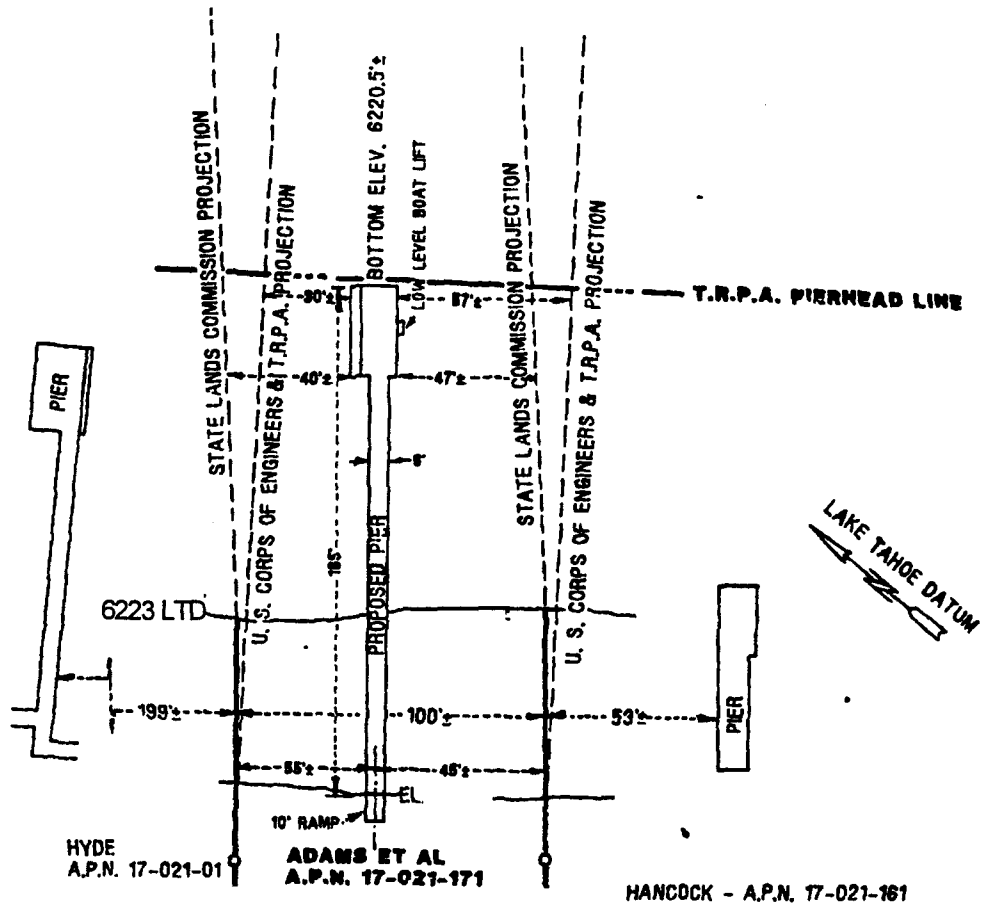 STATE LANDS COMMISSION PROJECTION
U. S. CORPS OF ENGINEERS & T.R.P.A. PROJECTION
BOTTOM ELEV. 6220.5'±
LOW LEVEL BOAT LIFT
STATE LANDS COMMISSION PROJECTION
U. S. CORPS OF ENGINEERS & T.R.P.A. PROJECTION
T.R.P.A. PIERHEAD LINE
30'±
57'±
PIER
40'±
47'±
PROPOSED PIER
LAKE TAHOE DATUM
6223 LTD
199'±
100'±
53'±
PIER
55'±
45'±
EL.
10' RAMP
HYDE
A.P.N. 17-021-01
ADAMS ET AL
A.P.N. 17-021-171
HANCOCK - A.P.N. 17-021-161